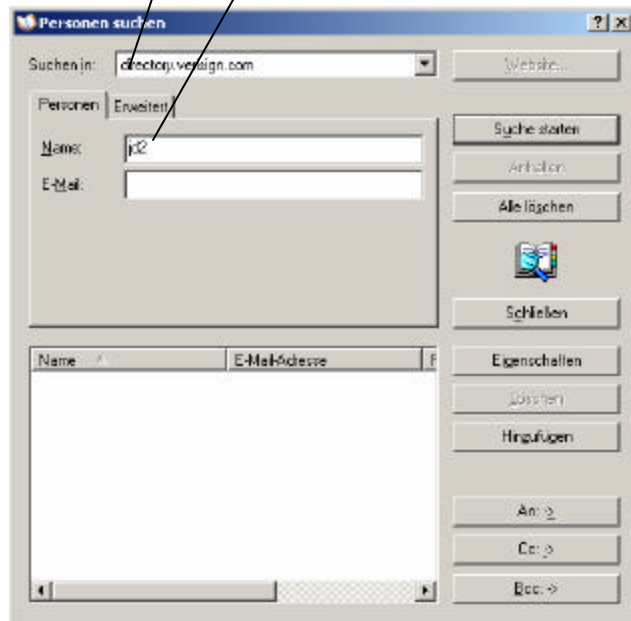 Personen suchen
Suchen in: directory.verisign.com
Website...
Personen Erweitert
Suche starten
Name: jd2
Anhalten
E-Mail:
Alle löschen
Schließen
Name E-Mail-Adresse
Eigenschaften
Löschen
Hinzufügen
An: ->
Cc: ->
Bcc: ->